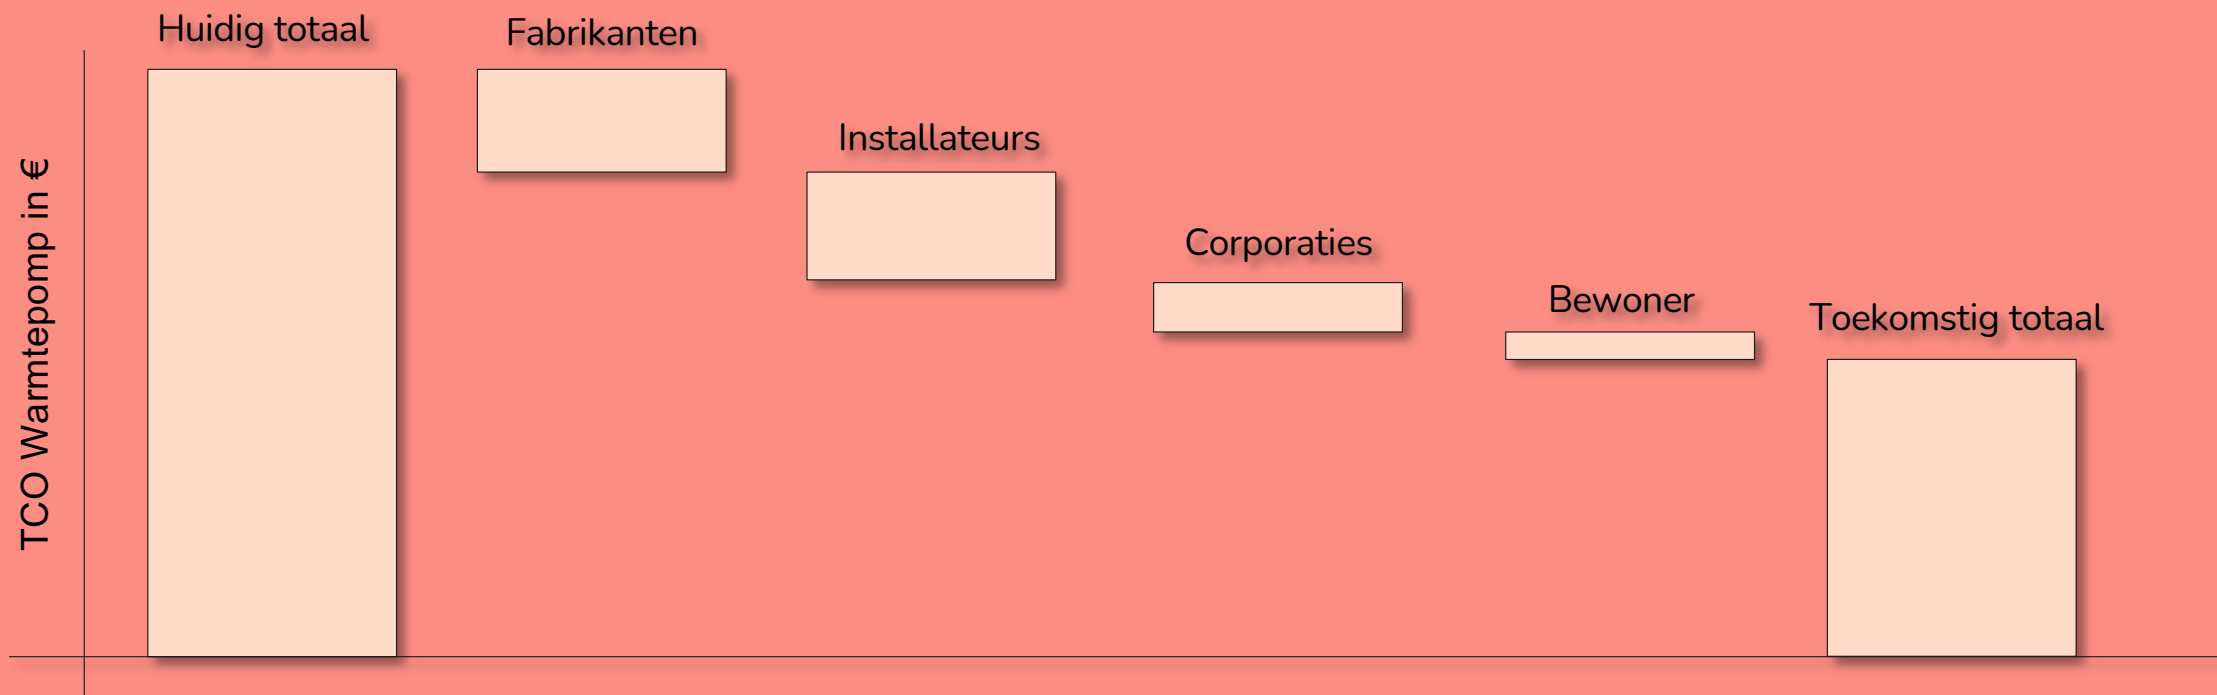 Huidig totaal
Fabrikanten
Installateurs
Corporaties
Bewoner
Toekomstig totaal
TCO Warmtepomp in €